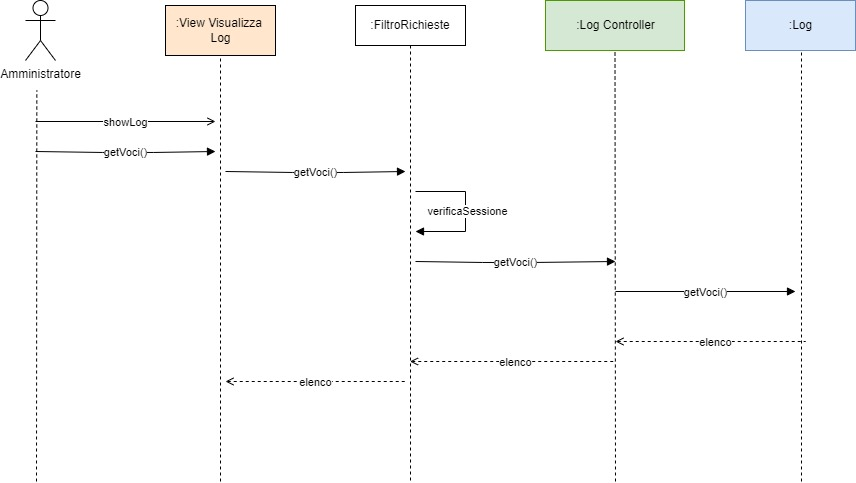 :View Visualizza
Log
:FiltroRichieste
:Log Controller
:Log
Amministratore
showLog
getVoci()
getVoci()
verificaSessione
getVoci()
getVoci()
elenco
elenco
elenco